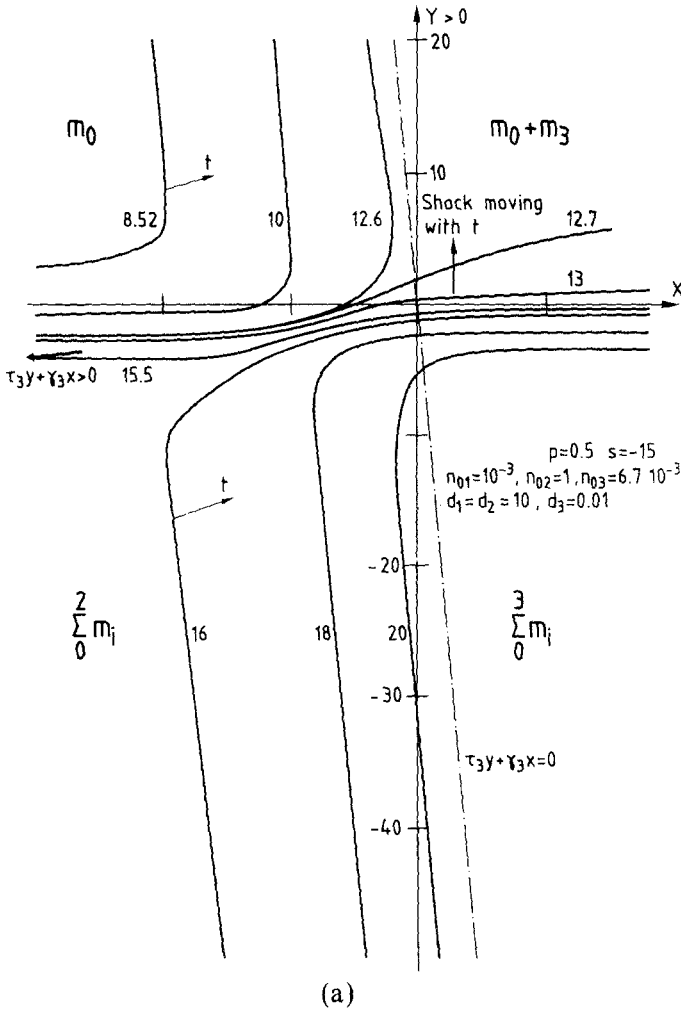 Y > 0
20
m₀
m₀ + m₃
t
10
8.52
10
12.6
Shock moving
with t
12.7
13
X
τ₃y+γ₃x>0
15.5
p=0.5 s=-15
n₀₁=10⁻³, n₀₂=1, n₀₃=6.7 10⁻³
d₁=d₂=10 , d₃=0.01
t
-20
2
Σ mᵢ
0
16
18
20
3
Σ mᵢ
0
-30
τ₃y+γ₃x=0
-40
(a)